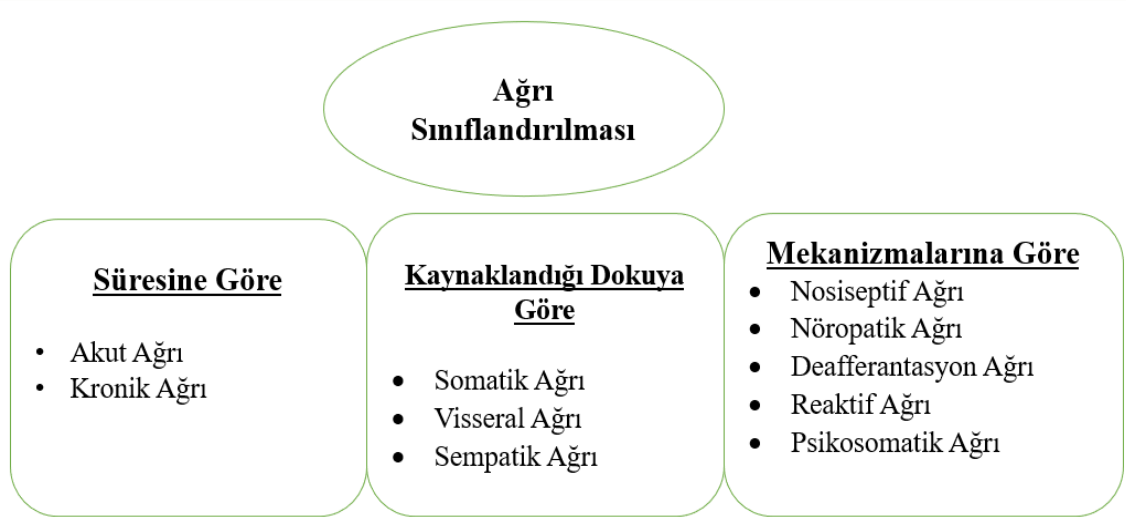 Ağrı
Sınıflandırılması
Süresine Göre
• Akut Ağrı
• Kronik Ağrı
Kaynaklandığı Dokuya
Göre
• Somatik Ağrı
• Visseral Ağrı
• Sempatik Ağrı
Mekanizmalarına Göre
• Nosiseptif Ağrı
• Nöropatik Ağrı
• Deafferantasyon Ağrı
• Reaktif Ağrı
• Psikosomatik Ağrı